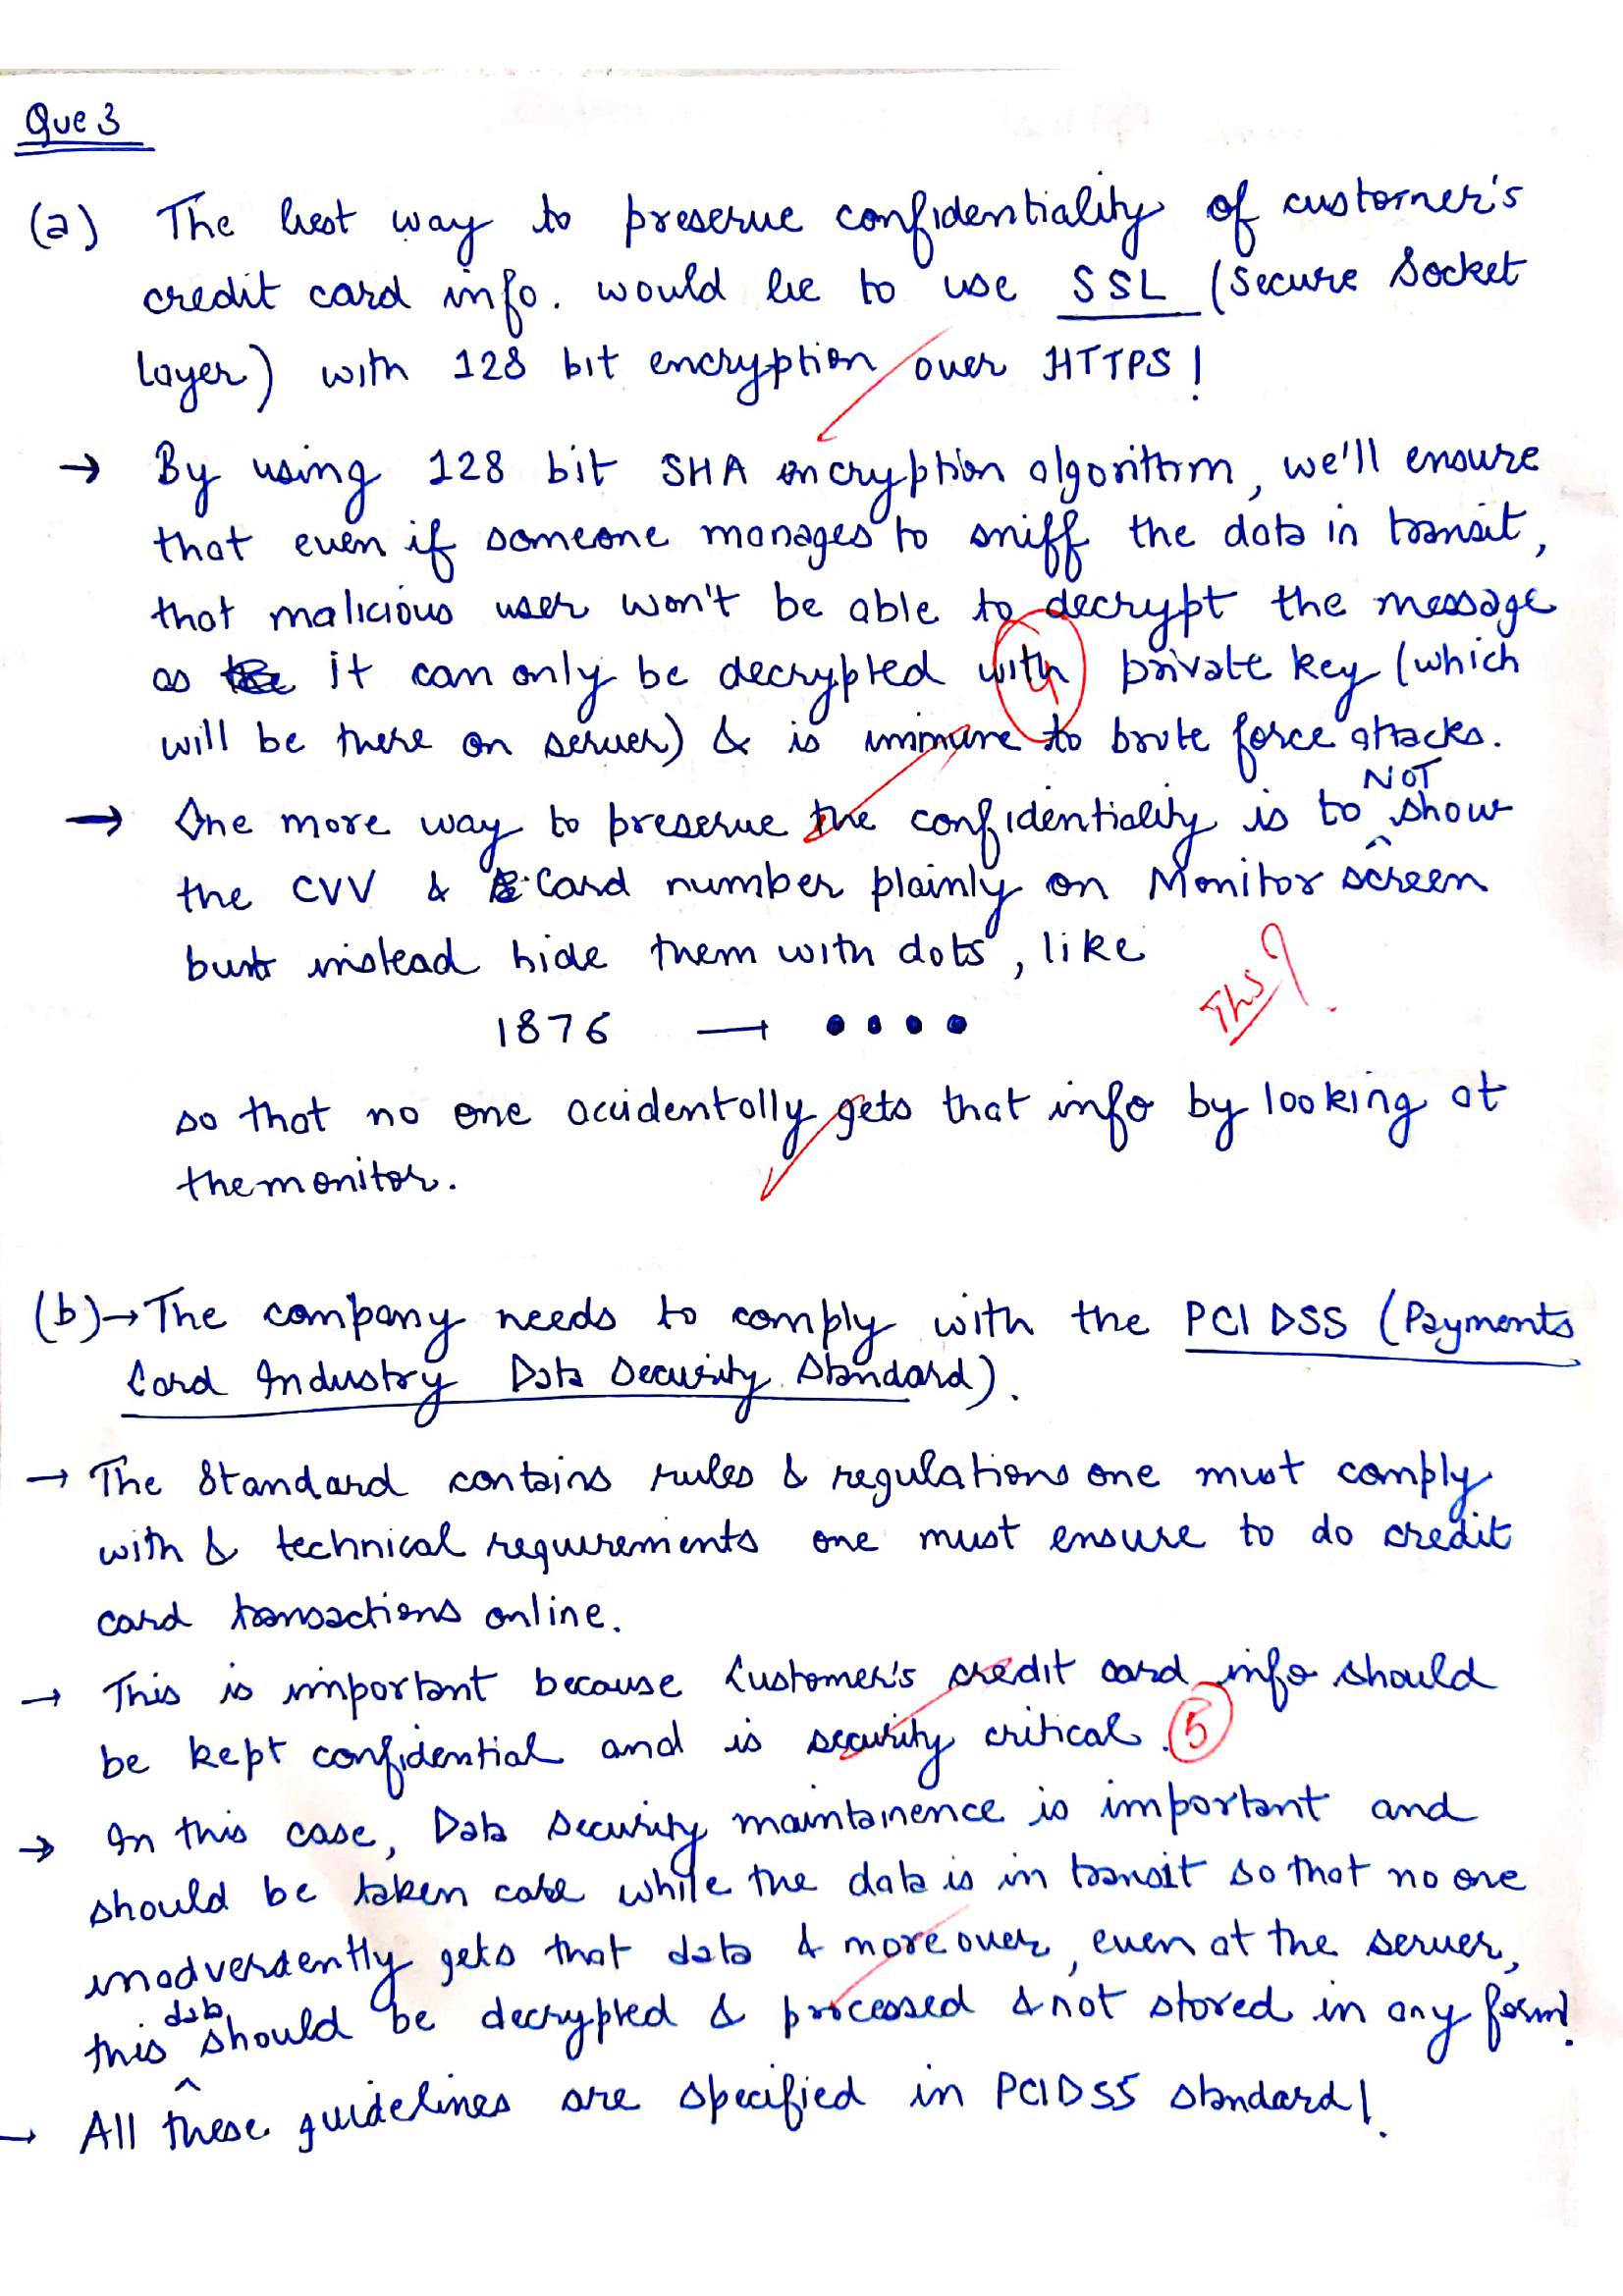 Que 3
(a) The best way to preserve confidentiality of customer's
credit card info. would be to use SSL (Secure Socket
layer) with 128 bit encryption over HTTPS!
→ By using 128 bit SHA encryption algorithm, we'll ensure
that even if someone manages to sniff the data in transit,
that malicious user won't be able to decrypt the message
as it can only be decrypted with private key (which
4
will be there on server) & is immune to brute force attacks.
→ One more way to preserve the confidentiality is to NOT show
the CVV & Card number plainly on Monitor screen
but instead hide them with dots, like
This?
1876 → ••••
so that no one accidentally gets that info by looking at
the monitor.
(b) → The company needs to comply with the PCI DSS (Payments
Card Industry Data Security Standard).
→ The Standard contains rules & regulations one must comply
with & technical requirements one must ensure to do credit
card transactions online.
→ This is important because Customer's credit card info should
be kept confidential and is security critical. 5
→ In this case, Data Security maintainence is important and
should be taken care while the data is in transit so that no one
inadverdently gets that data & moreover, even at the server,
this data should be decrypted & processed & not stored in any form.
→ All these guidelines are specified in PCI DSS standard!